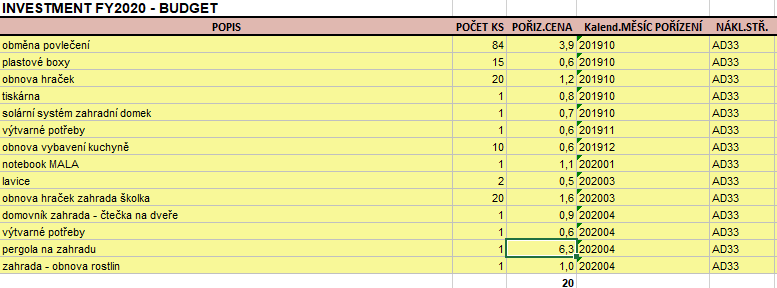 INVESTMENT FY2020 - BUDGET
POPIS POČET KS POŘIZ.CENA Kalend.MĚSÍC POŘÍZENÍ NÁKL.STŘ.
obměna povlečení 84 3,9 201910 AD33
plastové boxy 15 0,6 201910 AD33
obnova hraček 20 1,2 201910 AD33
tiskárna 1 0,8 201910 AD33
solární systém zahradní domek 1 0,7 201910 AD33
výtvarné potřeby 1 0,6 201911 AD33
obnova vybavení kuchyně 10 0,6 201912 AD33
notebook MALA 1 1,1 202001 AD33
lavice 2 0,5 202003 AD33
obnova hraček zahrada školka 20 1,6 202003 AD33
domovník zahrada - čtečka na dveře 1 0,9 202004 AD33
výtvarné potřeby 1 0,6 202004 AD33
pergola na zahradu 1 6,3 202004 AD33
zahrada - obnova rostlin 1 1,0 202004 AD33
20